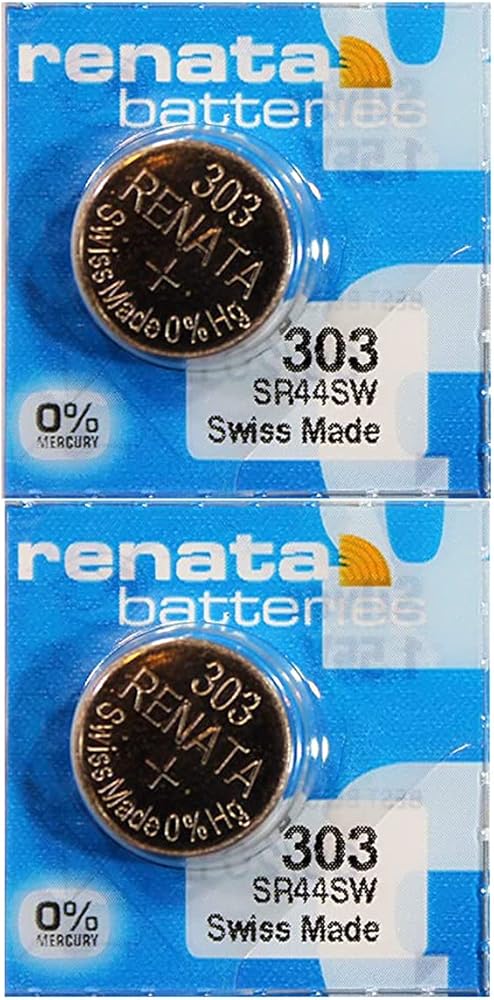 renata
batteries
303
RENATA
+
Swiss Made 0% Hg
303
SR44SW
Swiss Made
0%
MERCURY
renata
batteries
303
RENATA
+
Swiss Made 0% Hg
303
SR44SW
Swiss Made
0%
MERCURY